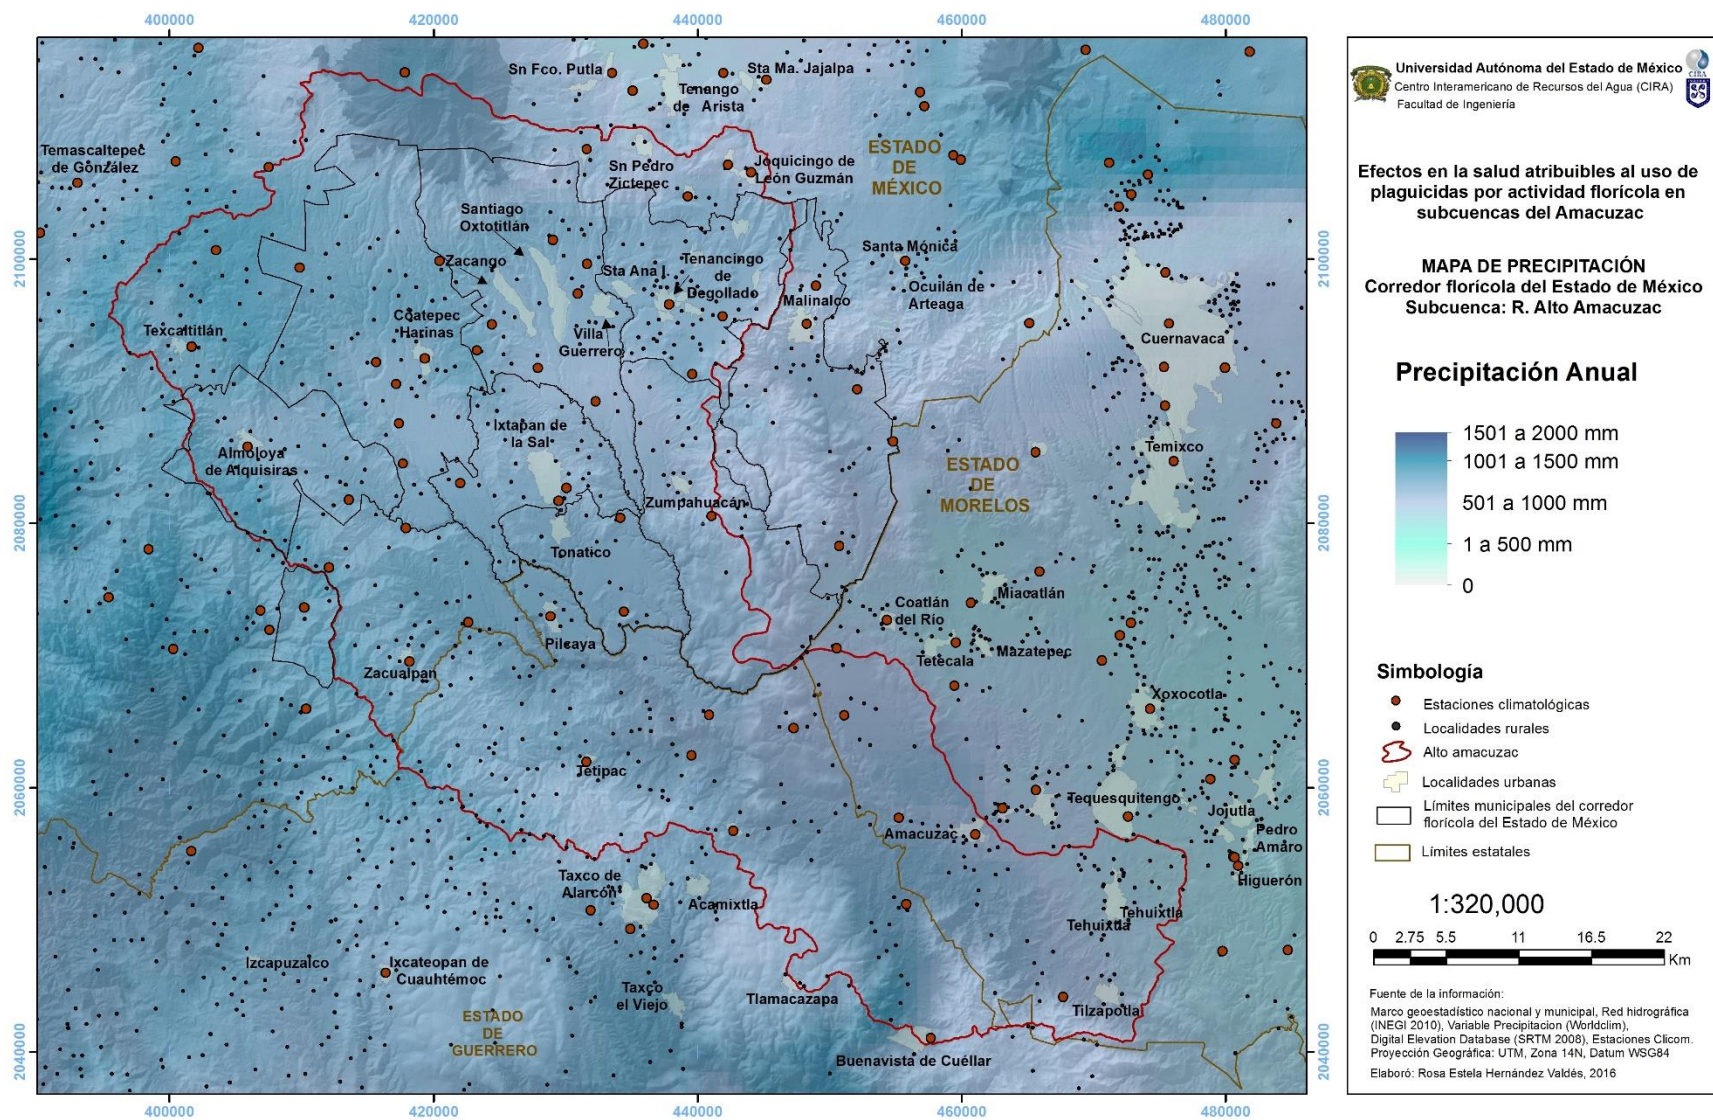 400000
420000
440000
460000
480000
2100000
2080000
2060000
2040000
2100000
2080000
2060000
2040000
400000
420000
440000
460000
480000
Sn Fco. Putla
Sta Ma. Jajalpa
Tenango
de Arista
Temascaltepec
de González
Sn Pedro
Zictepec
Joquicingo de
León Guzmán
ESTADO
DE
MÉXICO
Santiago
Oxtotitlán
Zacango
Sta Ana I.
Tenancingo
de
Degollado
Santa Mónica
Ocuilán de
Arteaga
Malinalco
Texcaltitlán
Coatepec
Harinas
Villa
Guerrero
Cuernavaca
Ixtapan de
la Sal
Almoloya
de Alquisiras
Temixco
ESTADO
DE
MORELOS
Zumpahuacán
Tonatico
Pilcaya
Zacualpan
Coatlán
del Río
Miacatlán
Tetecala
Mazatepec
Xoxocotla
Tetipac
Tequesquitengo
Amacuzac
Jojutla
Pedro
Amaro
Higuerón
Taxco de
Alarcón
Acamixtla
Tehuixtla
Tehuixtla
Izcapuzalco
Ixcateopan de
Cuauhtémoc
Taxco
el Viejo
Tlamacazapa
Tilzapotla
ESTADO
DE
GUERRERO
Buenavista de Cuéllar
Universidad Autónoma del Estado de México
Centro Interamericano de Recursos del Agua (CIRA)
Facultad de Ingeniería
CIRA
Efectos en la salud atribuibles al uso de
plaguicidas por actividad florícola en
subcuencas del Amacuzac
MAPA DE PRECIPITACIÓN
Corredor florícola del Estado de México
Subcuenca: R. Alto Amacuzac
Precipitación Anual
1501 a 2000 mm
1001 a 1500 mm
501 a 1000 mm
1 a 500 mm
0
Simbología
Estaciones climatológicas
Localidades rurales
Alto amacuzac
Localidades urbanas
Límites municipales del corredor
florícola del Estado de México
Límites estatales
1:320,000
0 2.75 5.5 11 16.5 22
Km
Fuente de la información:
Marco geoestadístico nacional y municipal, Red hidrográfica
(INEGI 2010), Variable Precipitacion (Worldclim),
Digital Elevation Database (SRTM 2008), Estaciones Clicom.
Proyección Geográfica: UTM, Zona 14N, Datum WSG84
Elaboró: Rosa Estela Hernández Valdés, 2016